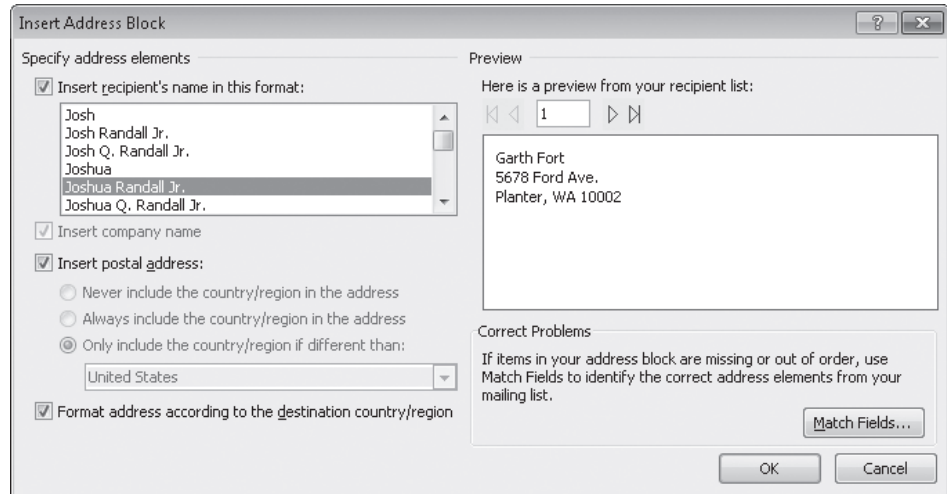 Insert Address Block
Specify address elements
Insert recipient's name in this format:
Josh
Josh Randall Jr.
Josh Q. Randall Jr.
Joshua
Joshua Randall Jr.
Joshua Q. Randall Jr.
Insert company name
Insert postal address:
Never include the country/region in the address
Always include the country/region in the address
Only include the country/region if different than:
United States
Format address according to the destination country/region
Preview
Here is a preview from your recipient list:
1
Garth Fort
5678 Ford Ave.
Planter, WA 10002
Correct Problems
If items in your address block are missing or out of order, use
Match Fields to identify the correct address elements from your
mailing list.
Match Fields...
OK
Cancel